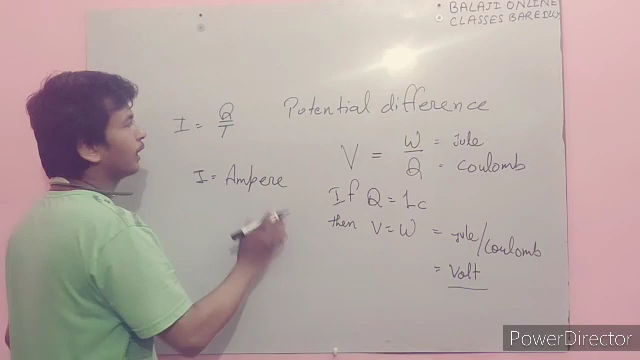 • BALAJI ONLINE
○ CLASSES BAREILLY
Potential difference
I = Q/T
I = Ampere
V = W/Q = Jule
= Coulomb
If Q = 1c
then V = W = Jule/Coulomb
= Volt
PowerDirector